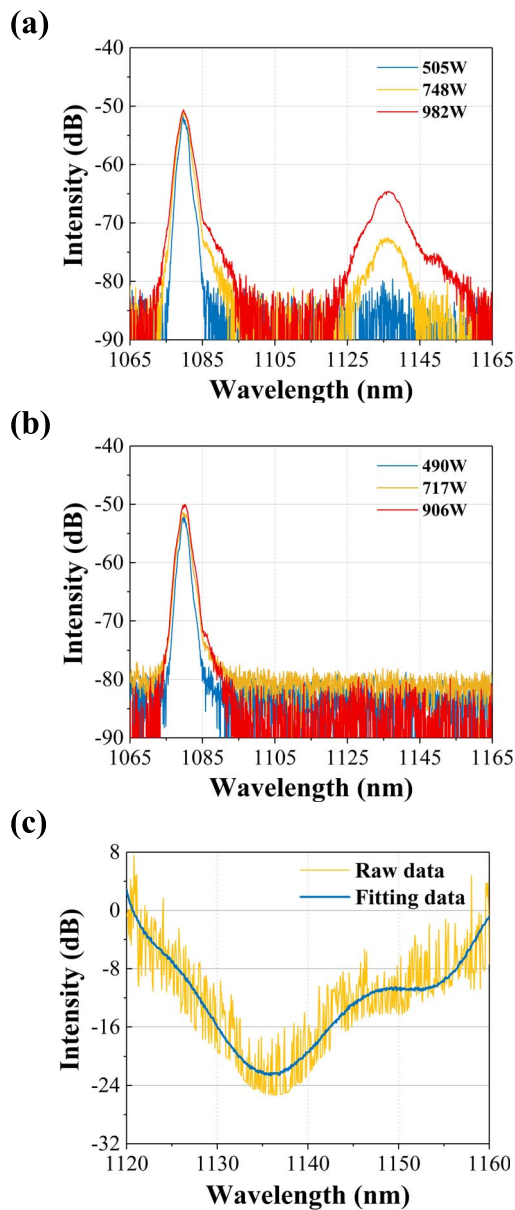 (a)
-40
-50
-60
-70
-80
-90
Intensity (dB)
505W
748W
982W
1065 1085 1105 1125 1145 1165
Wavelength (nm)
(b)
-40
-50
-60
-70
-80
-90
Intensity (dB)
490W
717W
906W
1065 1085 1105 1125 1145 1165
Wavelength (nm)
(c)
8
0
-8
-16
-24
-32
Intensity (dB)
Raw data
Fitting data
1120 1130 1140 1150 1160
Wavelength (nm)